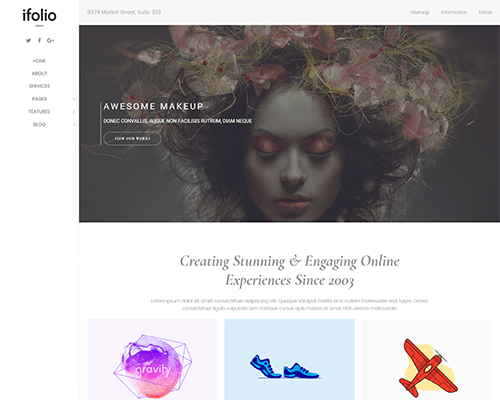 ifolio
HOME
ABOUT
SERVICES
PAGES
FEATURES
BLOG
9374 Market Street, Suite 329
Sitemap Information Extras
AWESOME MAKEUP
DONEC CONVALLIS, AUGUE NON FACILISIS RUTRUM, DIAM NEQUE
VIEW OUR WORKS
Creating Stunning & Engaging Online
Experiences Since 2003
Lorem ipsum dolor sit amet consectetuer adipiscing elit. Quisque volutpat mattis eros nullam malesuada erat turpis. Donec
consectetuer ligula vulputate sem tristique cursus quis massa sit amet nibh viverra malesuada.
gravity